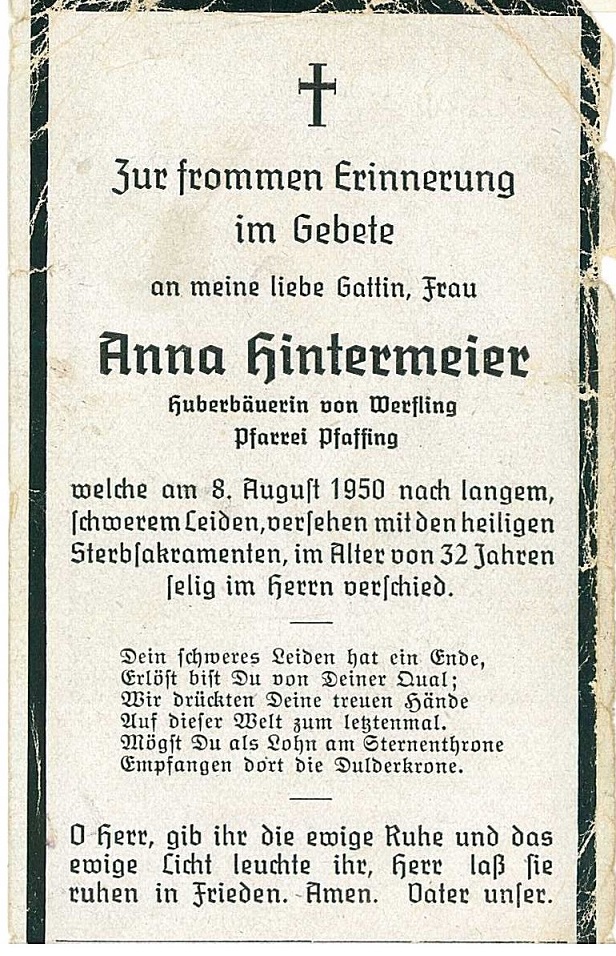 Zur frommen Erinnerung
im Gebete
an meine liebe Gattin, Frau
Anna Hintermeier
Huberbäuerin von Werfling
Pfarrei Pfaffing
welche am 8. August 1950 nach langem,
schwerem Leiden, versehen mit den heiligen
Sterbsakramenten, im Alter von 32 Jahren
selig im Herrn verschied.
Dein schweres Leiden hat ein Ende,
Erlöst bist Du von Deiner Qual;
Wir drückten Deine treuen Hände
Auf dieser Welt zum letztenmal.
Mögst Du als Lohn am Sternenthrone
Empfangen dort die Dulderkrone.
O Herr, gib ihr die ewige Ruhe und das
ewige Licht leuchte ihr, Herr laß sie
ruhen in Frieden. Amen. Vater unser.